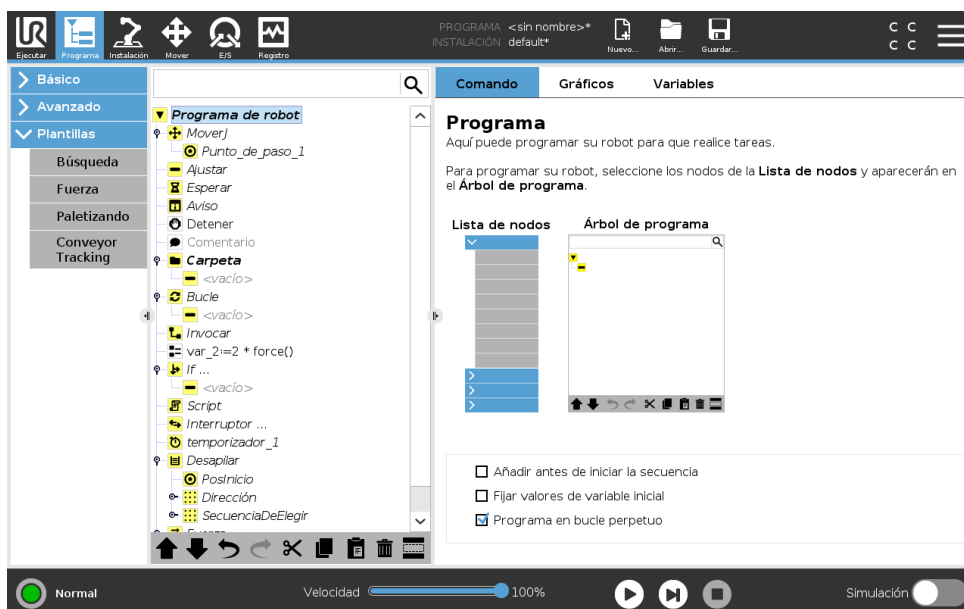 PROGRAMA <sin nombre>*
INSTALACIÓN default*
UR
Ejecutar
Programa
Instalación
Mover
E/S
Registro
Nuevo...
Abrir...
Guardar...
C C
C C
Básico
Avanzado
Plantillas
Búsqueda
Fuerza
Paletizando
Conveyor
Tracking
Programa de robot
MoverJ
Punto_de_paso_1
Ajustar
Esperar
Aviso
Detener
Comentario
Carpeta
<vacío>
Bucle
<vacío>
Invocar
var_2:=2 * force()
If ...
<vacío>
Script
Interruptor ...
temporizador_1
Desapilar
PosInicio
Dirección
SecuenciaDeElegir
Fuerza
Comando
Gráficos
Variables
Programa
Aquí puede programar su robot para que realice tareas.
Para programar su robot, seleccione los nodos de la Lista de nodos y aparecerán en
el Árbol de programa.
Lista de nodos
Árbol de programa
Añadir antes de iniciar la secuencia
Fijar valores de variable inicial
Programa en bucle perpetuo
Normal
Velocidad
100%
Simulación